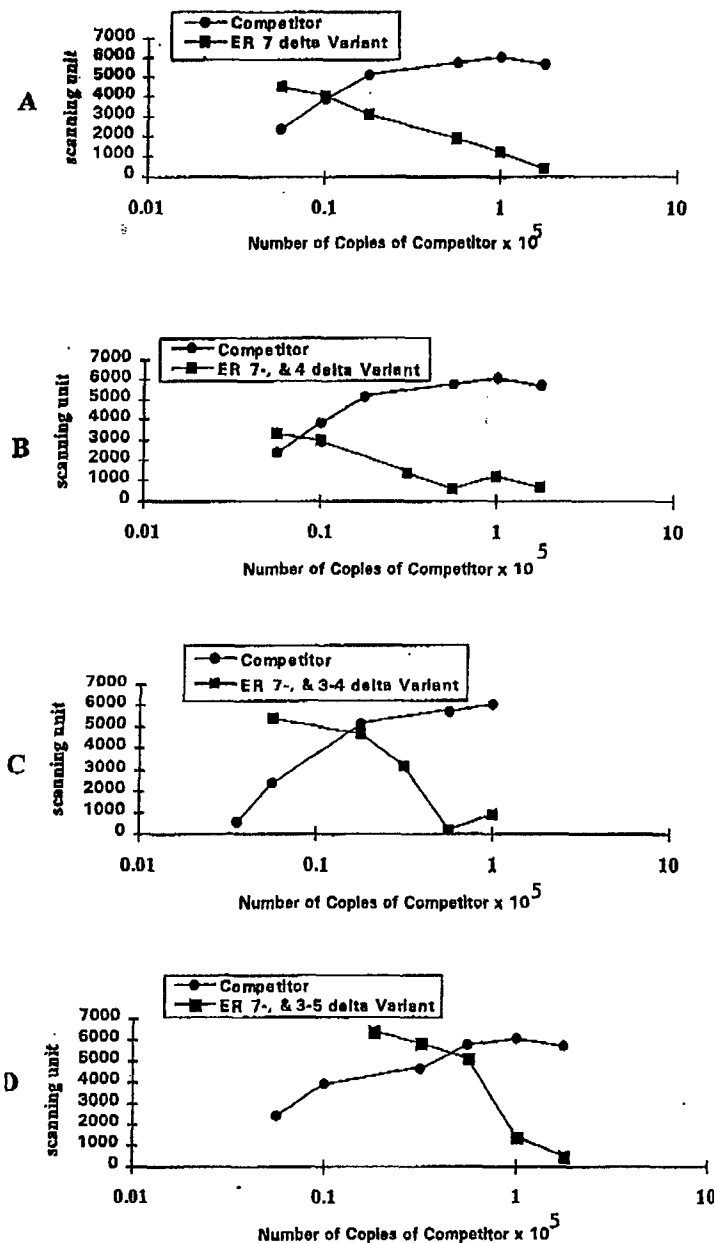 Competitor
ER 7 delta Variant
A
scanning unit
7000
6000
5000
4000
3000
2000
1000
0
0.01 0.1 1 10
Number of Copies of Competitor x 10^5
Competitor
ER 7-, & 4 delta Variant
B
scanning unit
7000
6000
5000
4000
3000
2000
1000
0
0.01 0.1 1 10
Number of Copies of Competitor x 10^5
Competitor
ER 7-, & 3-4 delta Variant
C
scanning unit
7000
6000
5000
4000
3000
2000
1000
0
0.01 0.1 1 10
Number of Copies of Competitor x 10^5
Competitor
ER 7-, & 3-5 delta Variant
D
scanning unit
7000
6000
5000
4000
3000
2000
1000
0
0.01 0.1 1 10
Number of Copies of Competitor x 10^5